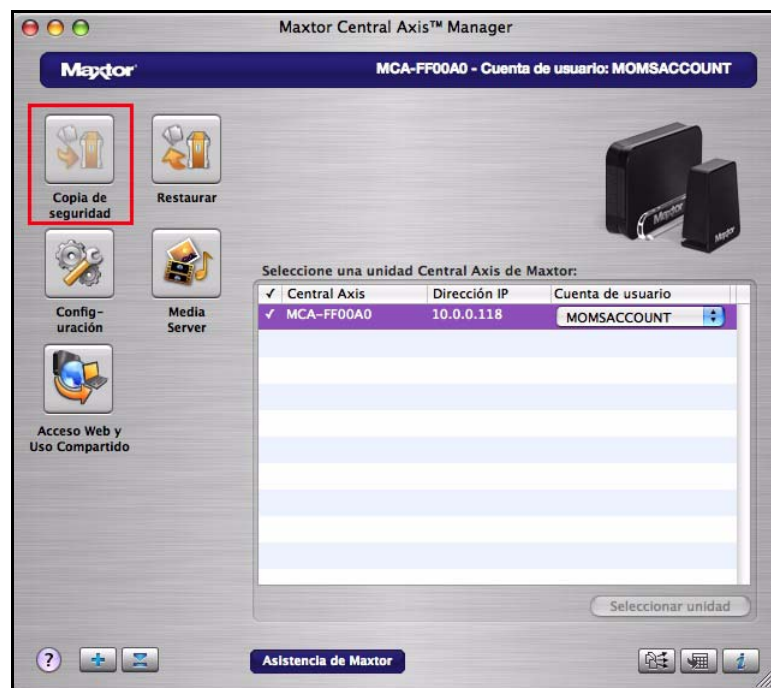 Maxtor Central Axis™ Manager
Maxtor
MCA-FF00A0 - Cuenta de usuario: MOMSACCOUNT
Copia de
seguridad
Restaurar
Maxtor
Maxtor
Config-
uración
Media
Server
Acceso Web y
Uso Compartido
Seleccione una unidad Central Axis de Maxtor:
✓ Central Axis Dirección IP Cuenta de usuario
✓ MCA-FF00A0 10.0.0.118 MOMSACCOUNT
Seleccionar unidad
? + Asistencia de Maxtor i